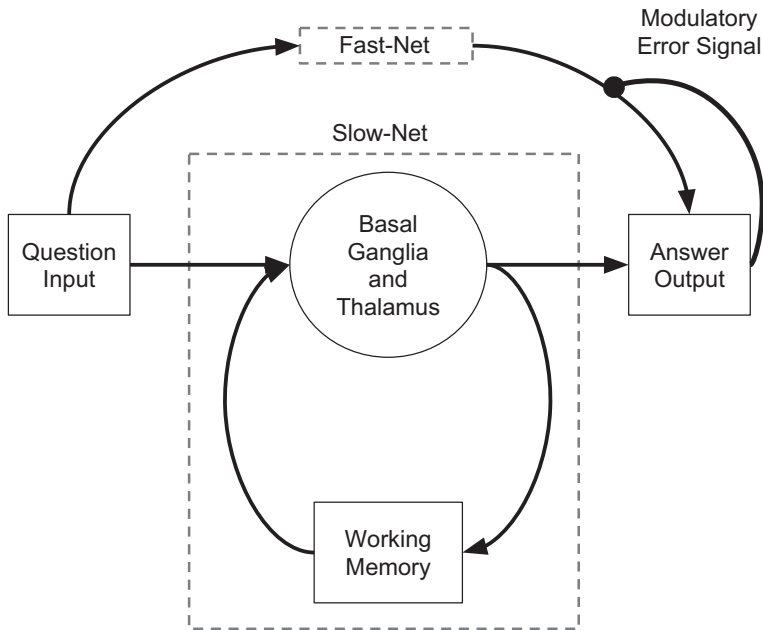 Modulatory
Error Signal
Fast-Net
Slow-Net
Question
Input
Basal
Ganglia
and
Thalamus
Answer
Output
Working
Memory